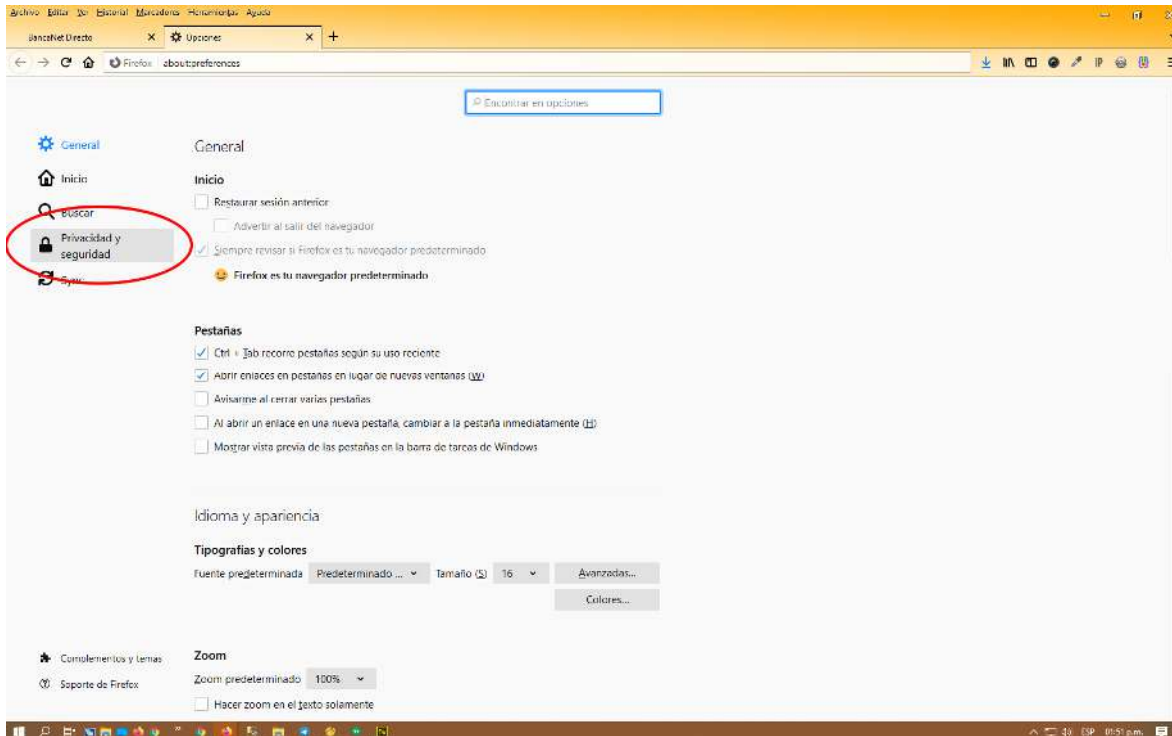 Archivo Editar Ver Historial Marcadores Herramientas Ayuda
BancaNet Directo
Opciones
Firefox about:preferences
Encontrar en opciones
General
Inicio
Buscar
Privacidad y
seguridad
Sync
General
Inicio
Restaurar sesión anterior
Advertir al salir del navegador
Siempre revisar si Firefox es tu navegador predeterminado
Firefox es tu navegador predeterminado
Pestañas
Ctrl + Tab recorre pestañas según su uso reciente
Abrir enlaces en pestañas en lugar de nuevas ventanas (W)
Avisarme al cerrar varias pestañas
Al abrir un enlace en una nueva pestaña, cambiar a la pestaña inmediatamente (H)
Mostrar vista previa de las pestañas en la barra de tareas de Windows
Idioma y apariencia
Tipografías y colores
Fuente predeterminada Predeterminado ... Tamaño (S) 16 Avanzadas...
Colores...
Zoom
Zoom predeterminado 100%
Hacer zoom en el texto solamente
Complementos y temas
Soporte de Firefox
ESP 01:51 p.m.